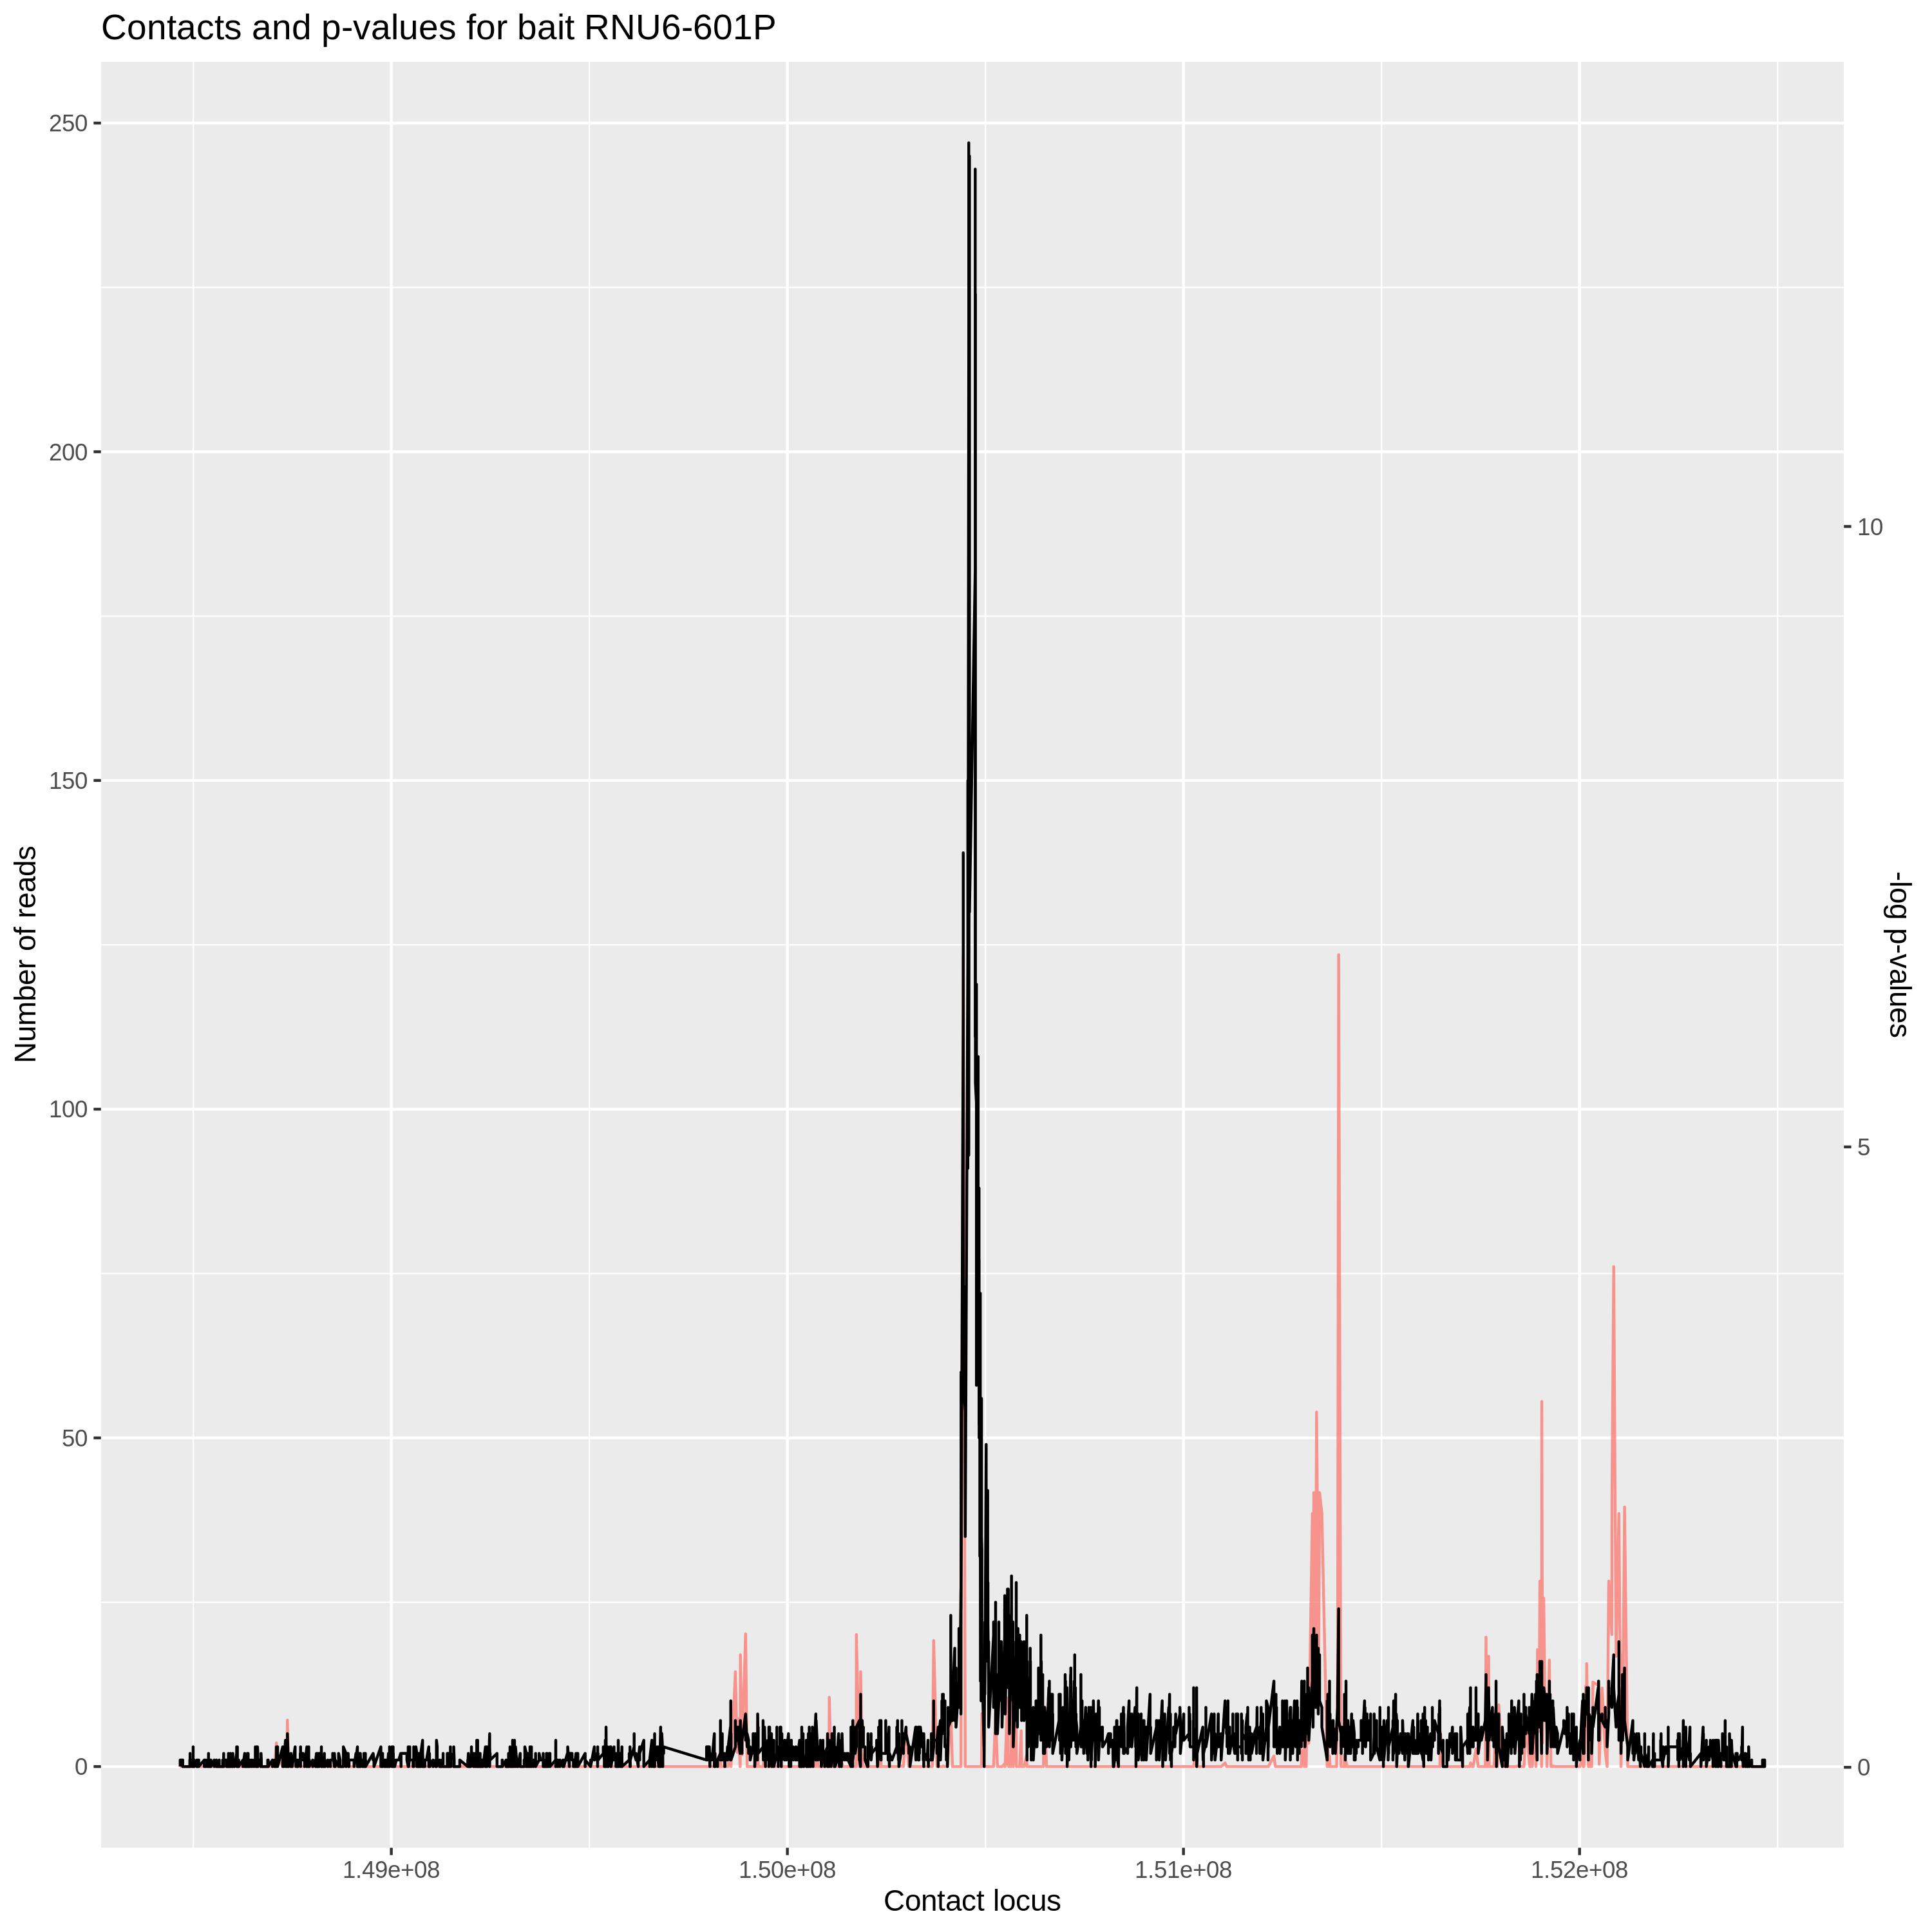 Contacts and p-values for bait RNU6-601P
250
200
150
100
50
0
Number of reads
10
5
0
-log p-values
1.49e+08
1.50e+08
1.51e+08
1.52e+08
Contact locus